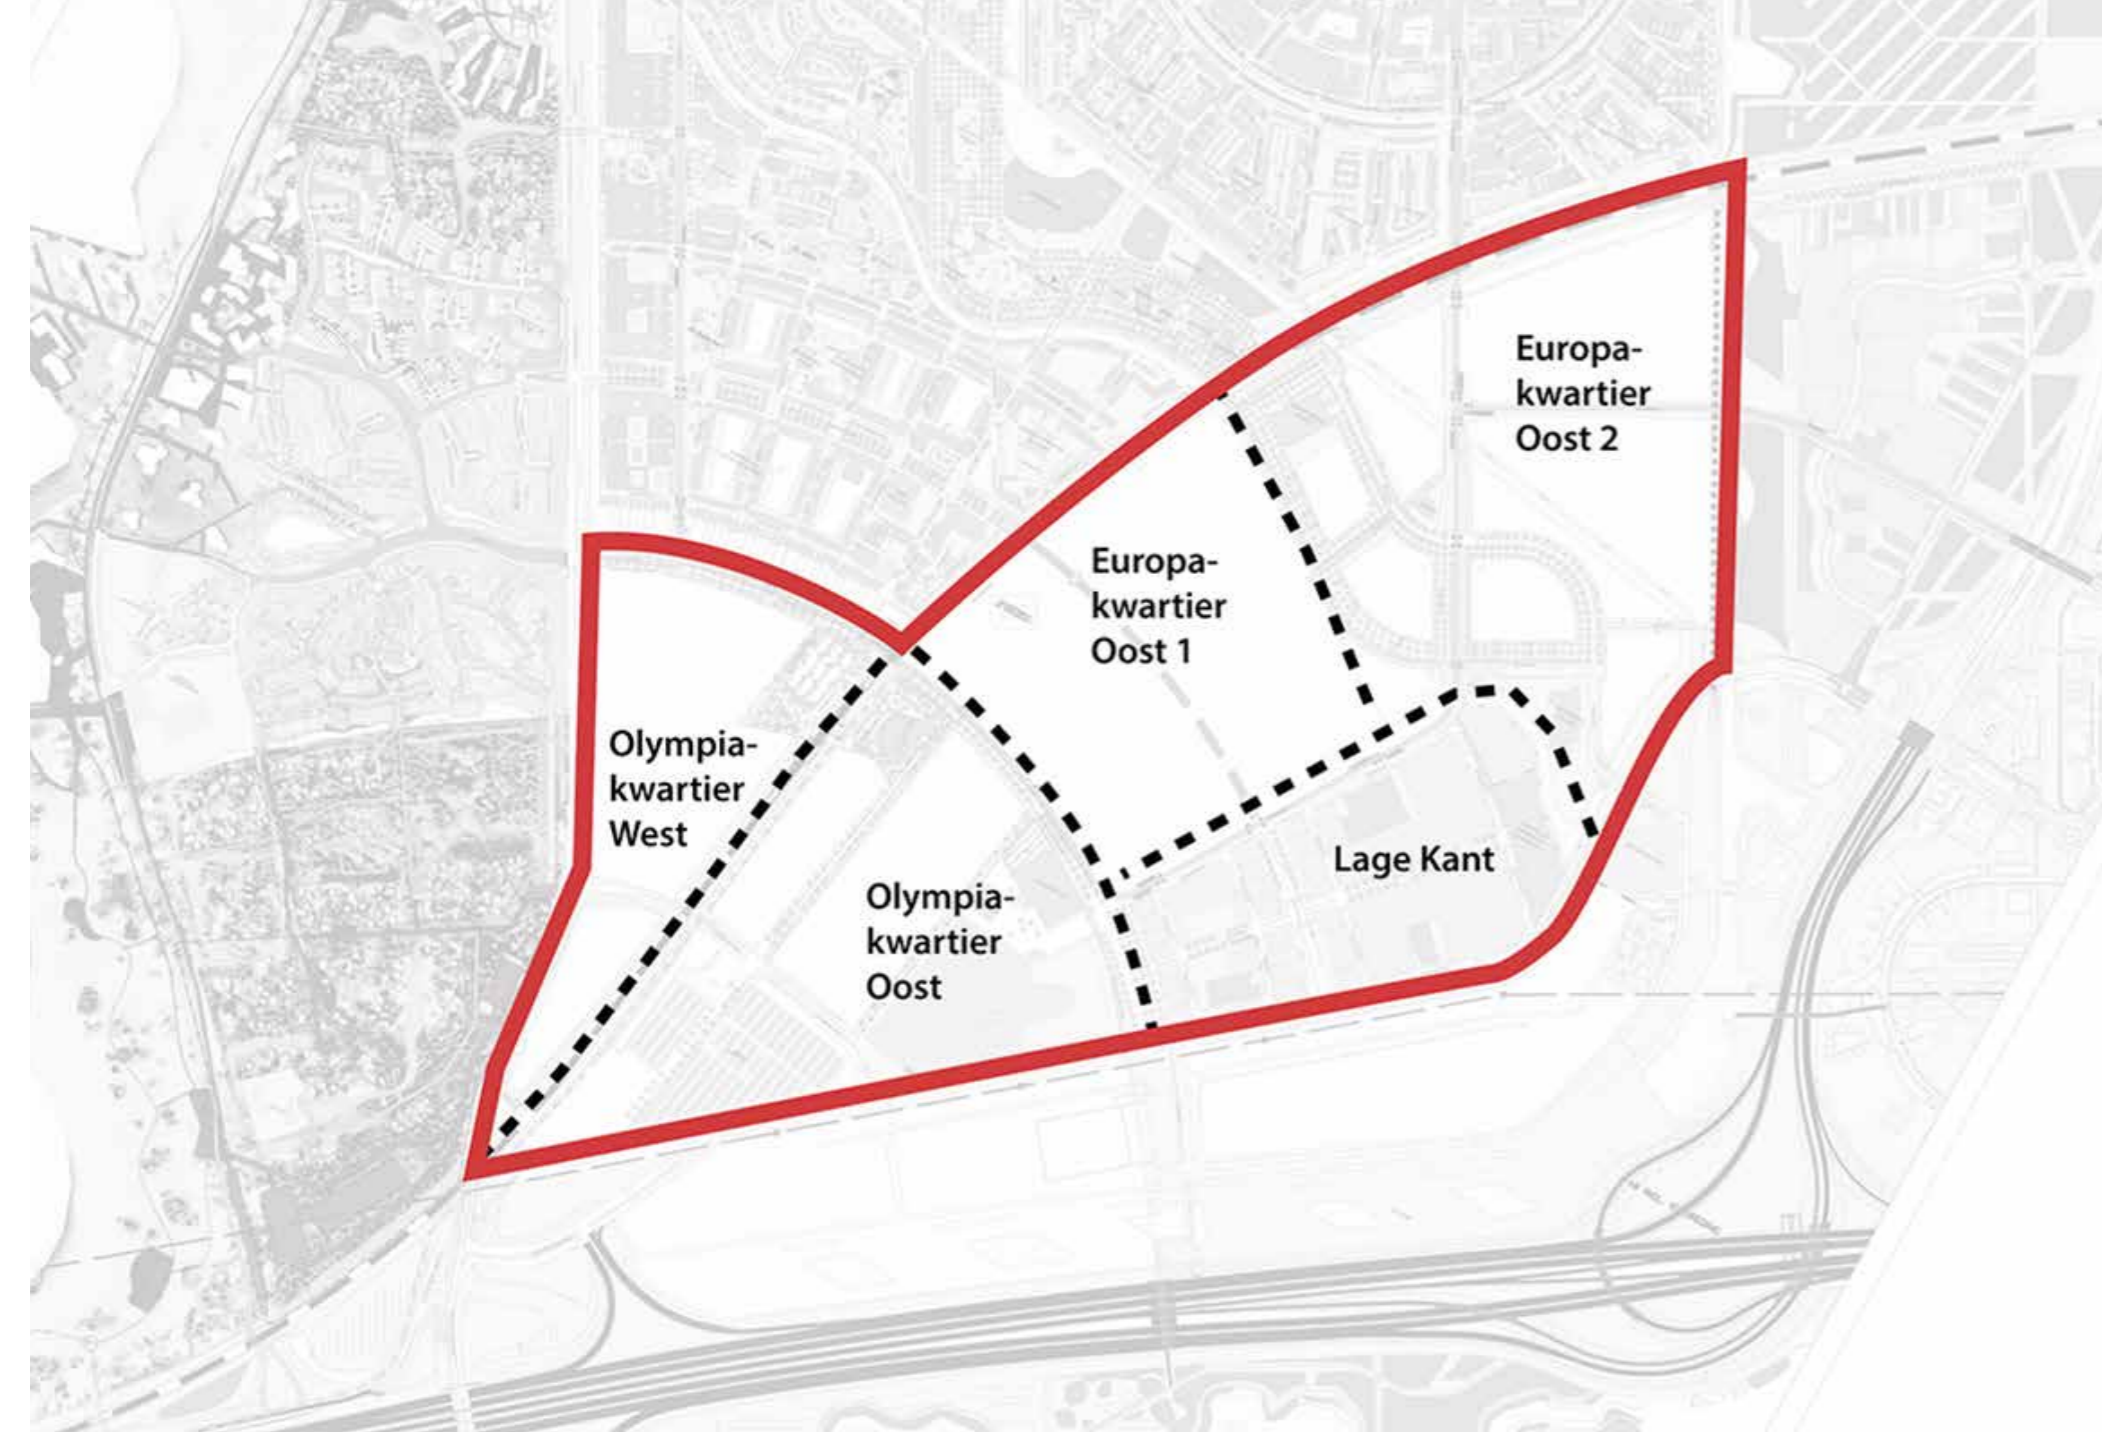 Europa-
kwartier
Oost 2
Europa-
kwartier
Oost 1
Olympia-
kwartier
West
Olympia-
kwartier
Oost
Lage Kant